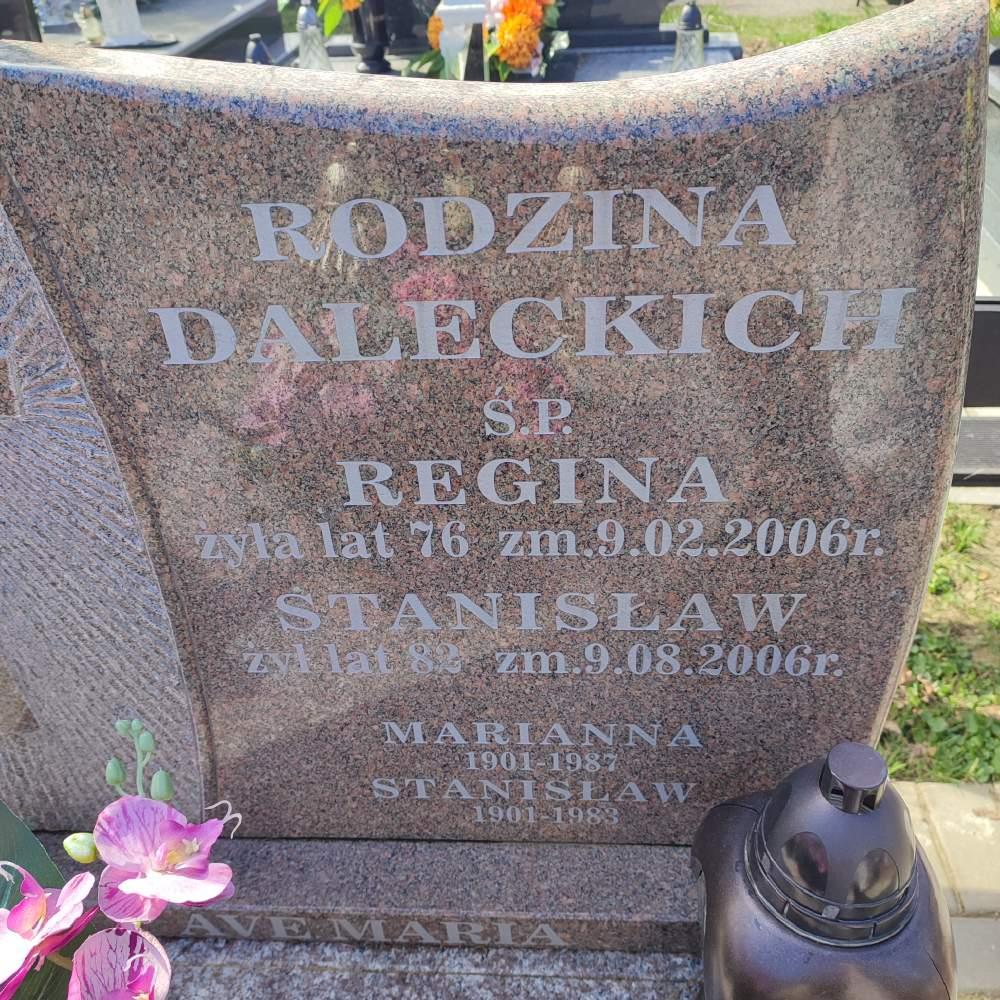 RODZINA
DALECKICH
Ś.P.
REGINA
żyła lat 76 zm.9.02.2006r.
STANISŁAW
żył lat 82 zm.9.08.2006r.
MARIANNA
1901-1987
STANISŁAW
1901-1983
AVE MARIA